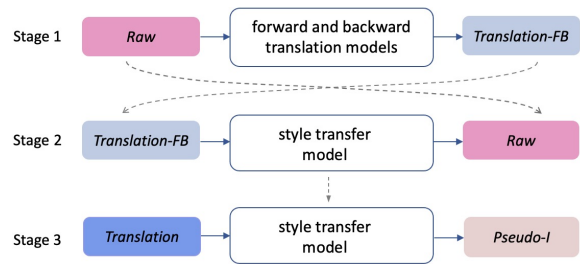 Stage 1
Raw
forward and backward
translation models
Translation-FB
Stage 2
Translation-FB
style transfer
model
Raw
Stage 3
Translation
style transfer
model
Pseudo-I